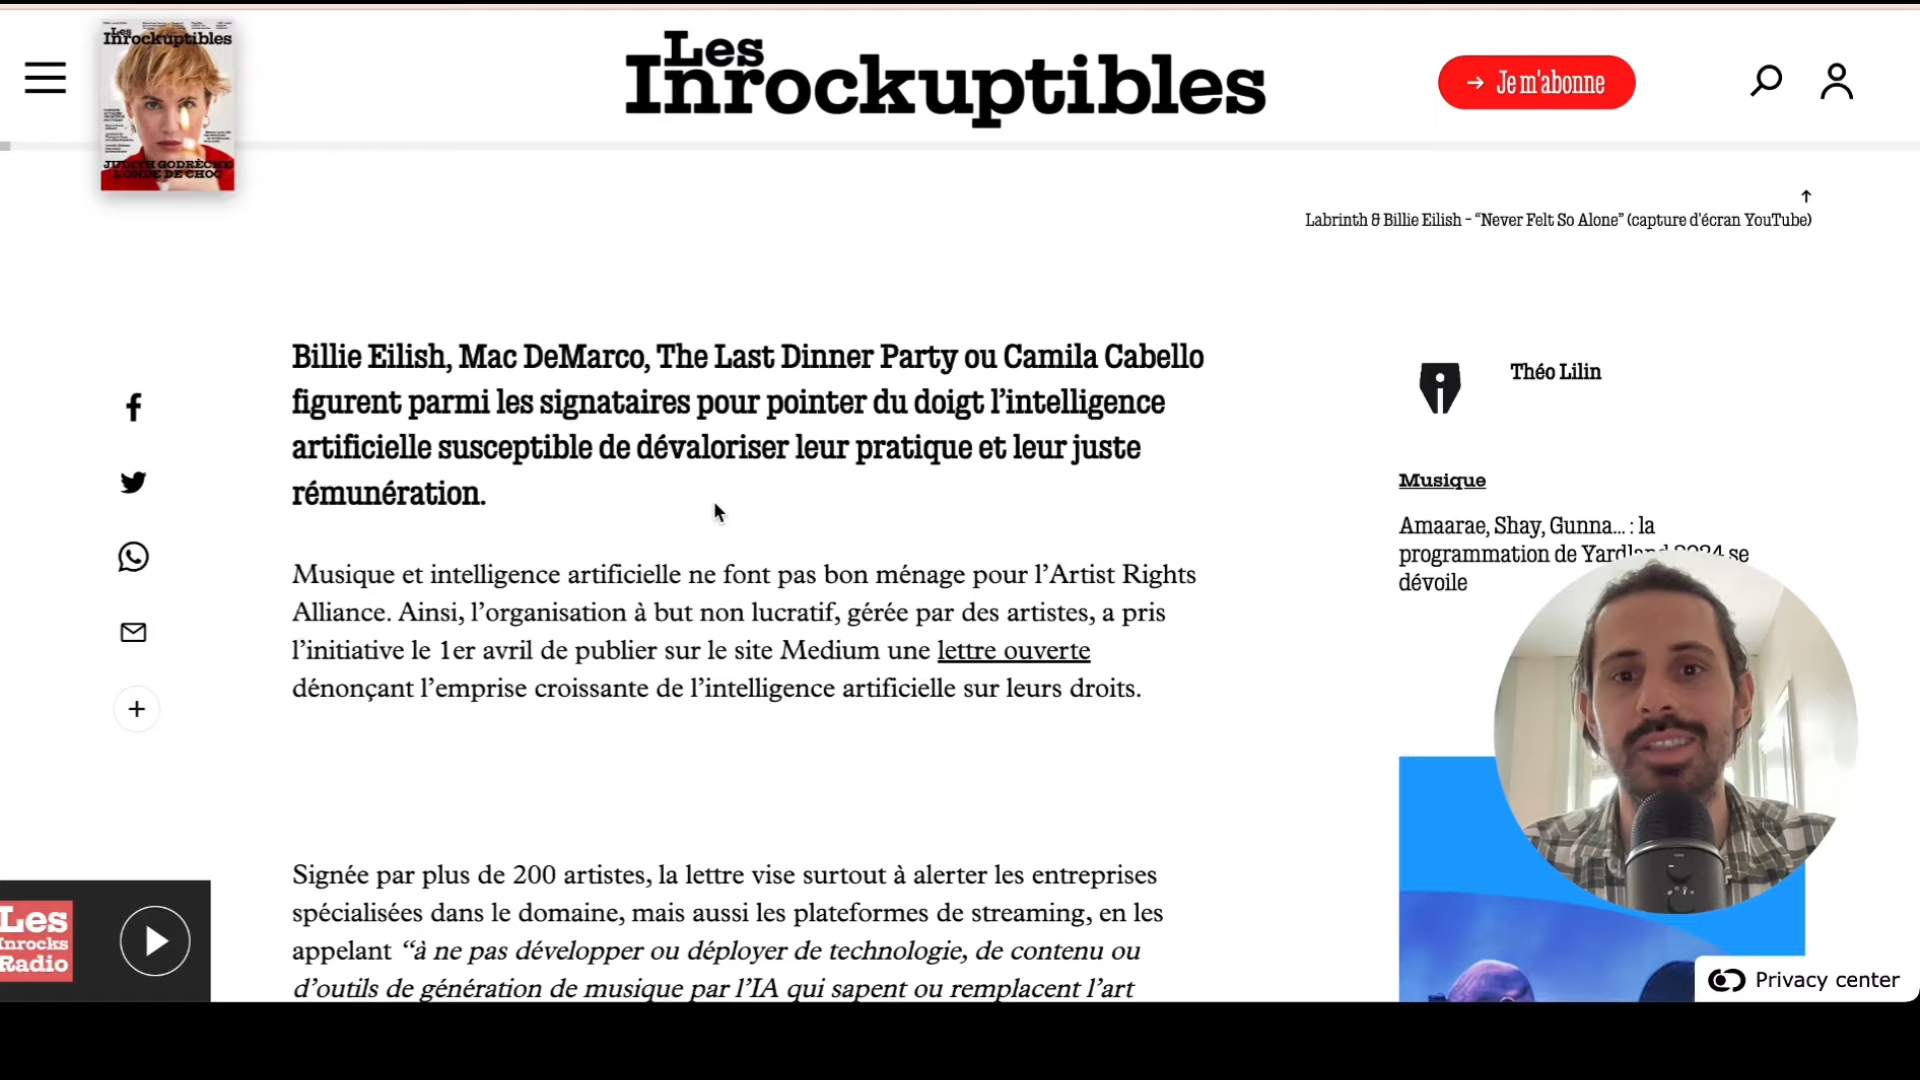 Les
Inrockuptibles
JUDITH GODRÈCHE
L'ONDE DE CHOC
Les
Inrockuptibles
→ Je m'abonne
↑
Labrinth & Billie Eilish – “Never Felt So Alone” (capture d'écran YouTube)
Billie Eilish, Mac DeMarco, The Last Dinner Party ou Camila Cabello
figurent parmi les signataires pour pointer du doigt l’intelligence
artificielle susceptible de dévaloriser leur pratique et leur juste
rémunération.
Musique et intelligence artificielle ne font pas bon ménage pour l’Artist Rights
Alliance. Ainsi, l’organisation à but non lucratif, gérée par des artistes, a pris
l’initiative le 1er avril de publier sur le site Medium une lettre ouverte
dénonçant l’emprise croissante de l’intelligence artificielle sur leurs droits.
Signée par plus de 200 artistes, la lettre vise surtout à alerter les entreprises
spécialisées dans le domaine, mais aussi les plateformes de streaming, en les
appelant “à ne pas développer ou déployer de technologie, de contenu ou
d’outils de génération de musique par l’IA qui sapent ou remplacent l’art
Théo Lilin
Musique
Amaarae, Shay, Gunna... : la
programmation de Yardland 2024 se
dévoile
Les
Inrocks
Radio
Privacy center